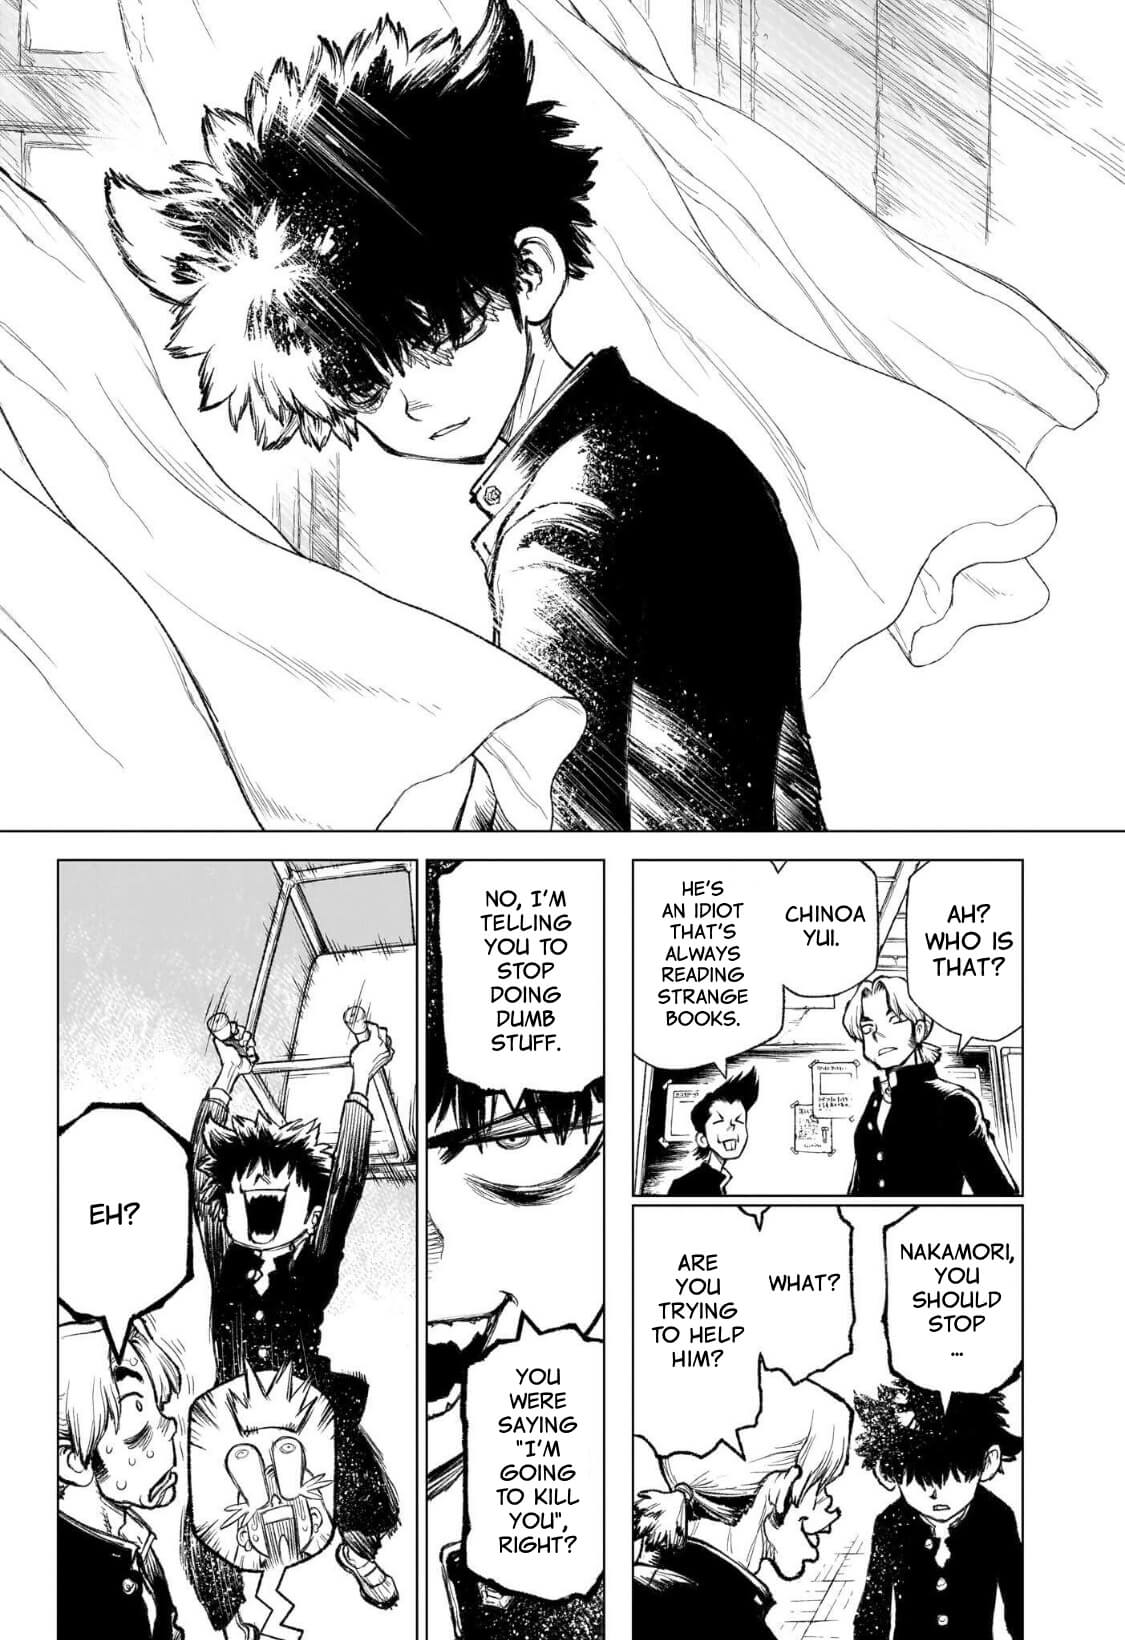 AH?
WHO IS
THAT?
CHINOA
YUI.
HE'S
AN IDIOT
THAT'S
ALWAYS
READING
STRANGE
BOOKS.
NAKAMORI,
YOU
SHOULD
STOP
...
WHAT?
ARE
YOU
TRYING
TO HELP
HIM?
NO, I'M
TELLING
YOU TO
STOP
DOING
DUMB
STUFF.
YOU
WERE
SAYING
"I'M
GOING
TO KILL
YOU",
RIGHT?
EH?